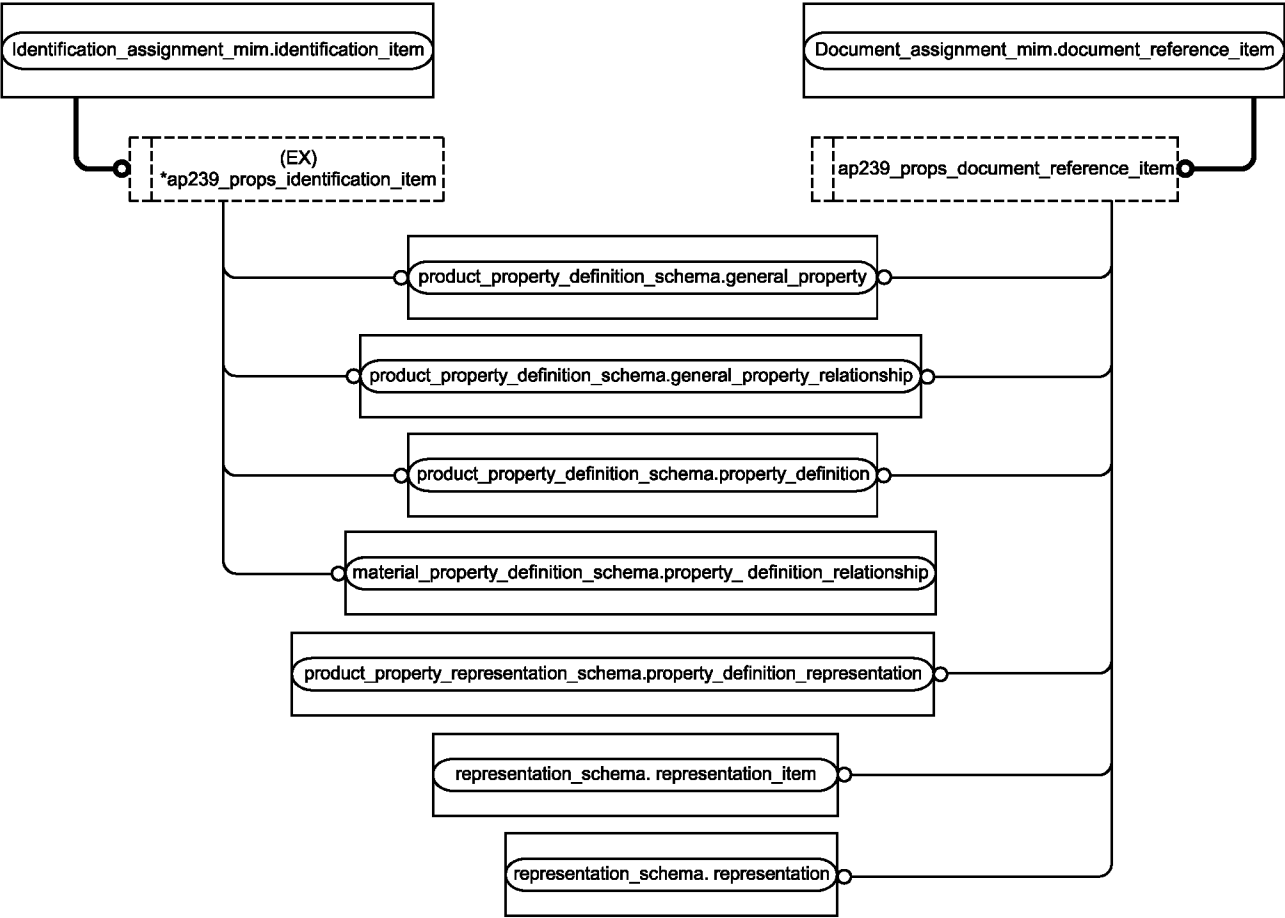 Identification_assignment_mim.identification_item
Document_assignment_mim.document_reference_item
(EX)
*ap239_props_identification_item
ap239_props_document_reference_item
product_property_definition_schema.general_property
product_property_definition_schema.general_property_relationship
product_property_definition_schema.property_definition
material_property_definition_schema.property_ definition_relationship
product_property_representation_schema.property_definition_representation
representation_schema. representation_item
representation_schema. representation